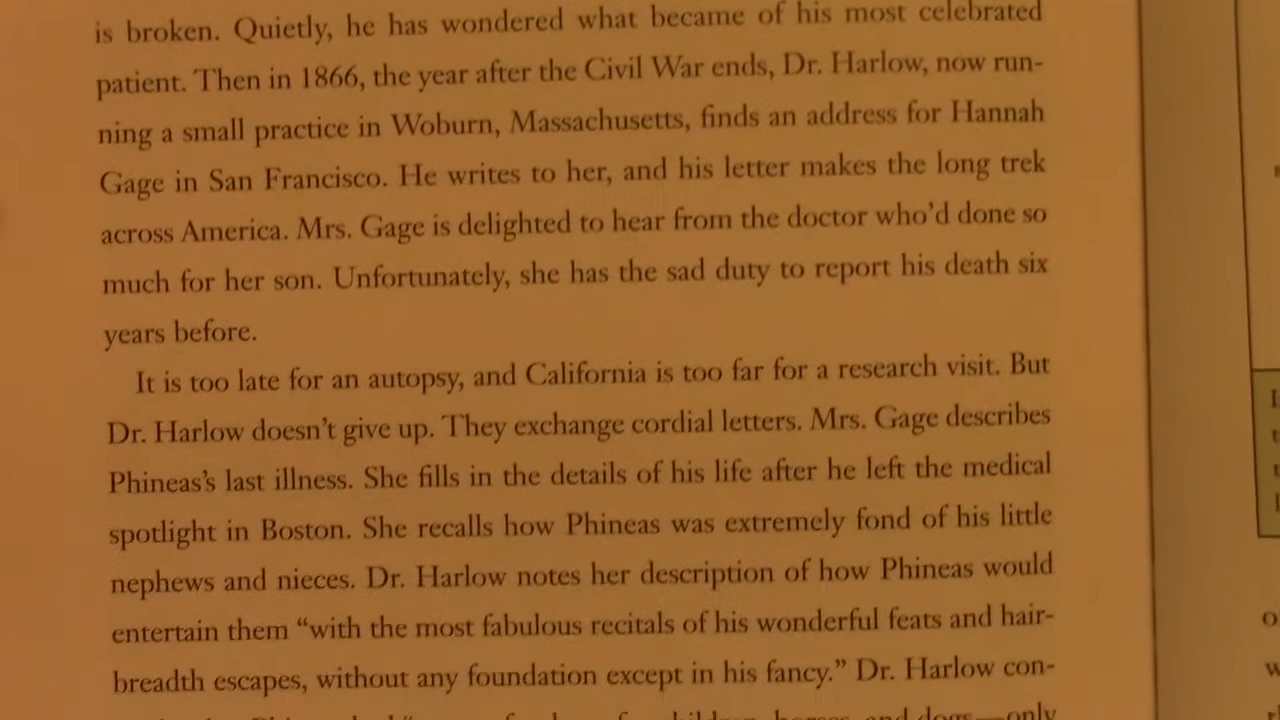 is broken. Quietly, he has wondered what became of his most celebrated
patient. Then in 1866, the year after the Civil War ends, Dr. Harlow, now run-
ning a small practice in Woburn, Massachusetts, finds an address for Hannah
Gage in San Francisco. He writes to her, and his letter makes the long trek
across America. Mrs. Gage is delighted to hear from the doctor who’d done so
much for her son. Unfortunately, she has the sad duty to report his death six
years before.
It is too late for an autopsy, and California is too far for a research visit. But
Dr. Harlow doesn’t give up. They exchange cordial letters. Mrs. Gage describes
Phineas’s last illness. She fills in the details of his life after he left the medical
spotlight in Boston. She recalls how Phineas was extremely fond of his little
nephews and nieces. Dr. Harlow notes her description of how Phineas would
entertain them “with the most fabulous recitals of his wonderful feats and hair-
breadth escapes, without any foundation except in his fancy.” Dr. Harlow con-
children, horses, and dogs—only